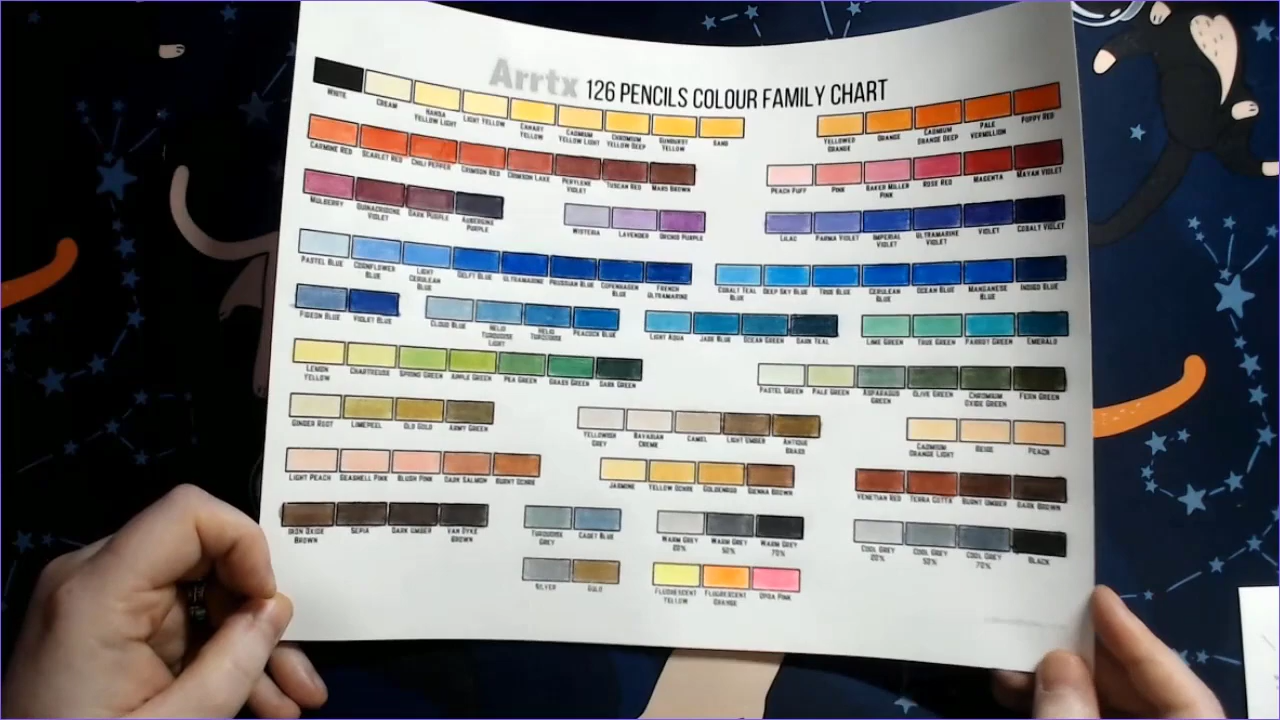 Arrtx 126 PENCILS COLOUR FAMILY CHART
WHITE CREAM HANSA YELLOW LIGHT LIGHT YELLOW CANARY YELLOW CADMIUM YELLOW LIGHT CHROMIUM YELLOW DEEP SUNBURST YELLOW SAND YELLOWED ORANGE ORANGE CADMIUM ORANGE DEEP PALE VERMILLION POPPY RED
CARMINE RED SCARLET RED CHILI PEPPER CRIMSON RED CRIMSON LAKE PERYLENE VIOLET TUSCAN RED MARS BROWN PEACH PUFF PINK BAKER MILLER PINK ROSE RED MAGENTA MAYAN VIOLET
MULBERRY QUINACRIDONE VIOLET DARK PURPLE AUBERGINE PURPLE WISTERIA LAVENDER ORCHID PURPLE LILAC PARMA VIOLET IMPERIAL VIOLET ULTRAMARINE VIOLET VIOLET COBALT VIOLET
PASTEL BLUE CORNFLOWER BLUE LIGHT CERULEAN BLUE DELFT BLUE ULTRAMARINE PRUSSIAN BLUE COPENHAGEN BLUE FRENCH ULTRAMARINE COBALT TEAL BLUE DEEP SKY BLUE TRUE BLUE CERULEAN BLUE OCEAN BLUE MANGANESE BLUE INDIGO BLUE
PIGEON BLUE VIOLET BLUE CLOUD BLUE HELIO TURQUOISE LIGHT HELIO TURQUOISE PEACOCK BLUE LIGHT AQUA JADE BLUE OCEAN GREEN DARK TEAL LIME GREEN TRUE GREEN PARROT GREEN EMERALD
LEMON YELLOW CHARTREUSE SPRING GREEN APPLE GREEN PEA GREEN GRASS GREEN DARK GREEN PASTEL GREEN PALE GREEN ASPARAGUS GREEN OLIVE GREEN CHROMIUM OXIDE GREEN FERN GREEN
GINGER ROOT LIMEPEEL OLD GOLD ARMY GREEN YELLOWISH GREY BAVARIAN CREME CAMEL LIGHT UMBER ANTIQUE BRASS CADMIUM ORANGE LIGHT BEIGE PEACH
LIGHT PEACH SEASHELL PINK BLUSH PINK DARK SALMON BURNT OCHRE JASMINE YELLOW OCHRE GOLDENROD SIENNA BROWN VENETIAN RED TERRA COTTA BURNT UMBER DARK BROWN
IRON OXIDE BROWN SEPIA DARK UMBER VAN DYKE BROWN TURQUOISE GREY CADET BLUE WARM GREY 20% WARM GREY 50% WARM GREY 70% COOL GREY 20% COOL GREY 50% COOL GREY 70% BLACK
SILVER GOLD FLUORESCENT YELLOW FLUORESCENT ORANGE OPRA PINK